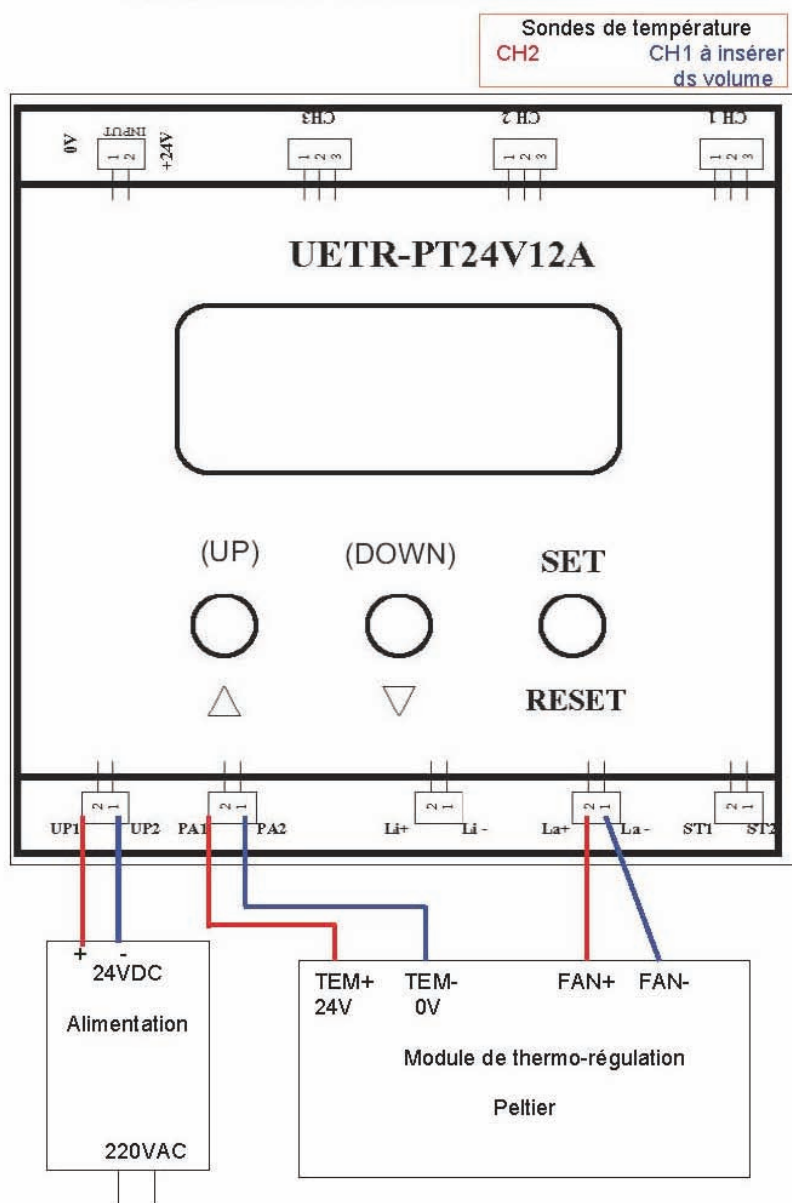 Sondes de température
CH2 CH1 à insérer
ds volume
0V INPUT +24V CH3 CH 2 CH 1
1 2 1 2 3 1 2 3 1 2 3
UETR-PT24V12A
(UP) (DOWN) SET
RESET
2 1 2 1 2 1 2 1 2 1
UP1 UP2 PA1 PA2 Li+ Li - La+ La - ST1 ST2
+ -
24VDC
Alimentation
220VAC
TEM+ TEM- FAN+ FAN-
24V 0V
Module de thermo-régulation
Peltier